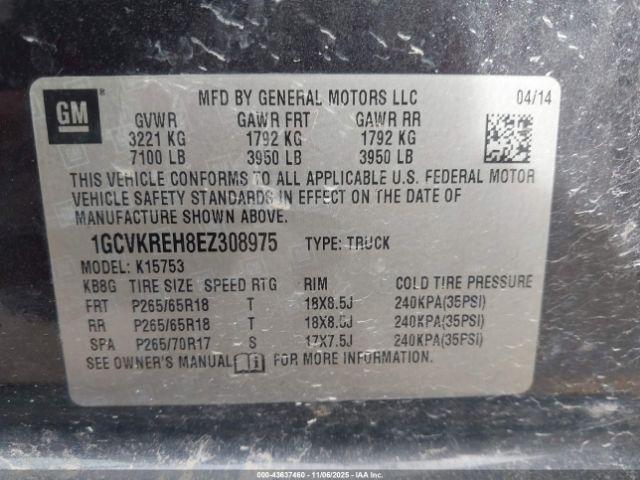 GM ®
MFD BY GENERAL MOTORS LLC 04/14
GVWR GAWR FRT GAWR RR
3221 KG 1792 KG 1792 KG
7100 LB 3950 LB 3950 LB
THIS VEHICLE CONFORMS TO ALL APPLICABLE U.S. FEDERAL MOTOR
VEHICLE SAFETY STANDARDS IN EFFECT ON THE DATE OF
MANUFACTURE SHOWN ABOVE.
1GCVKREH8EZ308975 TYPE: TRUCK
MODEL: K15753
KB8G TIRE SIZE SPEED RTG RIM COLD TIRE PRESSURE
FRT P265/65R18 T 18X8.5J 240KPA(35PSI)
RR P265/65R18 T 18X8.5J 240KPA(35PSI)
SPA P265/70R17 S 17X7.5J 240KPA(35PSI)
SEE OWNER'S MANUAL FOR MORE INFORMATION.
000-43637460 - 11/06/2025 - Copyright IAA, LLC.